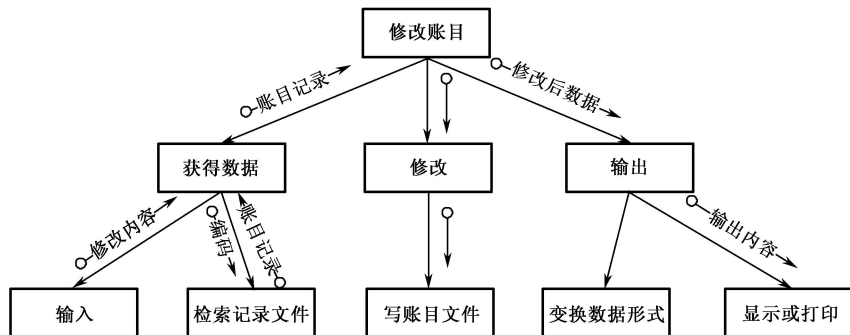 修改账目
账目记录
修改后数据
获得数据
修改
输出
修改内容
编码
账目记录
输出内容
输入
检索记录文件
写账目文件
变换数据形式
显示或打印